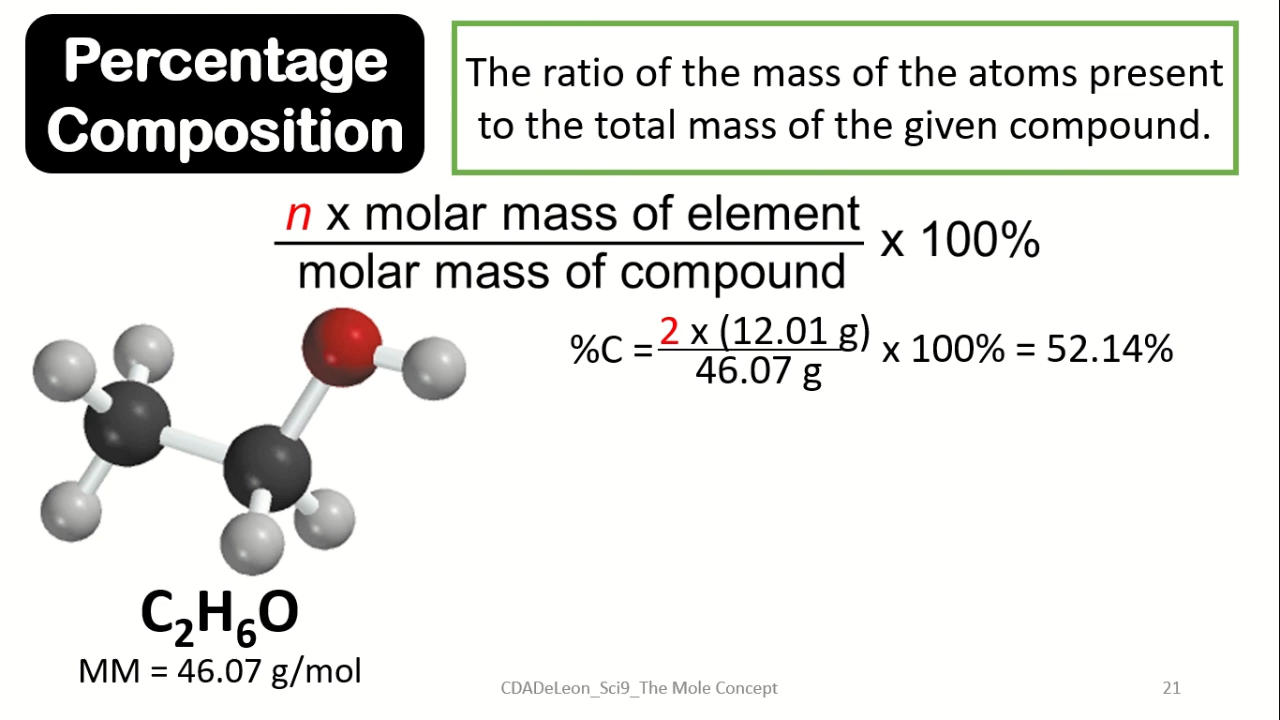 Percentage
Composition
The ratio of the mass of the atoms present
to the total mass of the given compound.
n x molar mass of element
molar mass of compound
x 100%
%C =
2 x (12.01 g)
46.07 g
x 100% = 52.14%
C₂H₆O
MM = 46.07 g/mol
CDADeLeon_Sci9_The Mole Concept
21